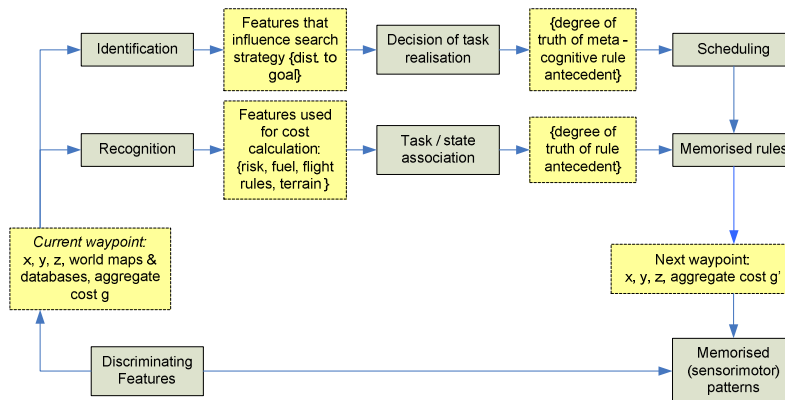 Identification
Features that
influence search
strategy {dist. to
goal}
Decision of task
realisation
{degree of
truth of meta -
cognitive rule
antecedent}
Scheduling
Recognition
Features used
for cost
calculation:
{risk, fuel, flight
rules, terrain }
Task / state
association
{degree of
truth of rule
antecedent}
Memorised rules
Current waypoint:
x, y, z, world maps &
databases, aggregate
cost g
Next waypoint:
x, y, z, aggregate cost g'
Discriminating
Features
Memorised
(sensorimotor)
patterns